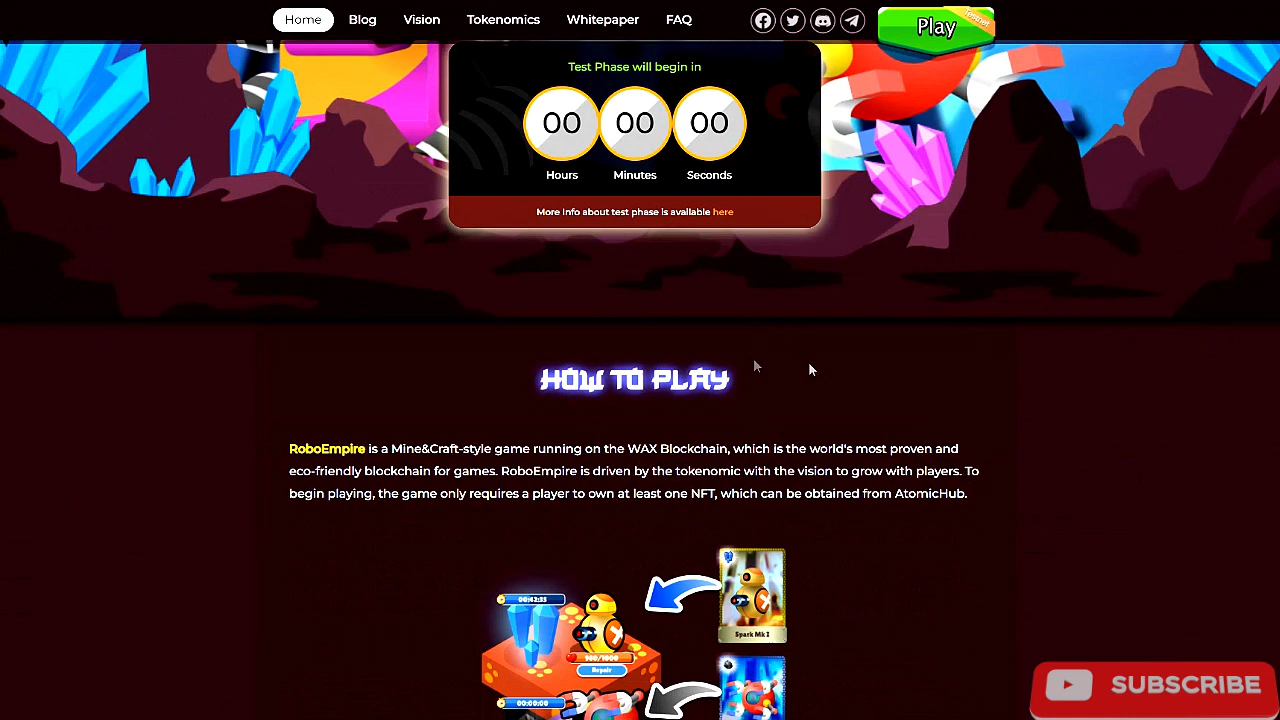 Home Blog Vision Tokenomics Whitepaper FAQ Play Testnet
Test Phase will begin in
00 00 00
Hours Minutes Seconds
More Info about test phase is available here
HOW TO PLAY
RoboEmpire is a Mine&Craft-style game running on the WAX Blockchain, which is the world's most proven and
eco-friendly blockchain for games. RoboEmpire is driven by the tokenomic with the vision to grow with players. To
begin playing, the game only requires a player to own at least one NFT, which can be obtained from AtomicHub.
Spark Mk I
Repair
00:00:00
SUBSCRIBE